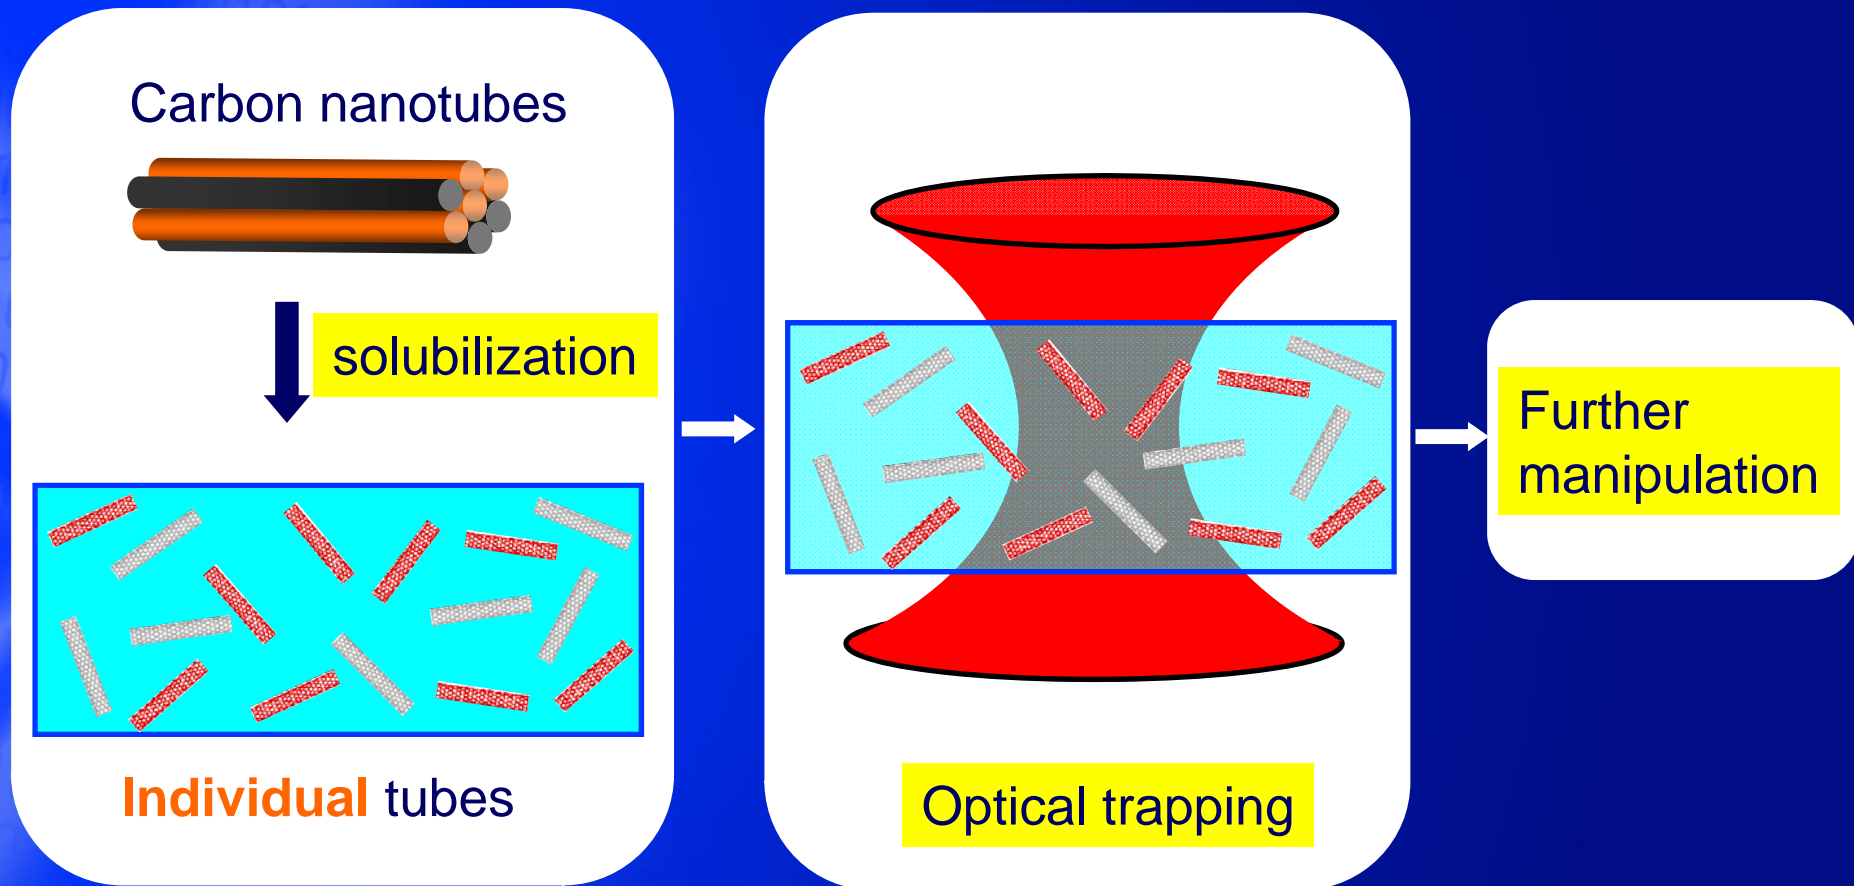 Carbon nanotubes
solubilization
Individual tubes
Optical trapping
Further
manipulation